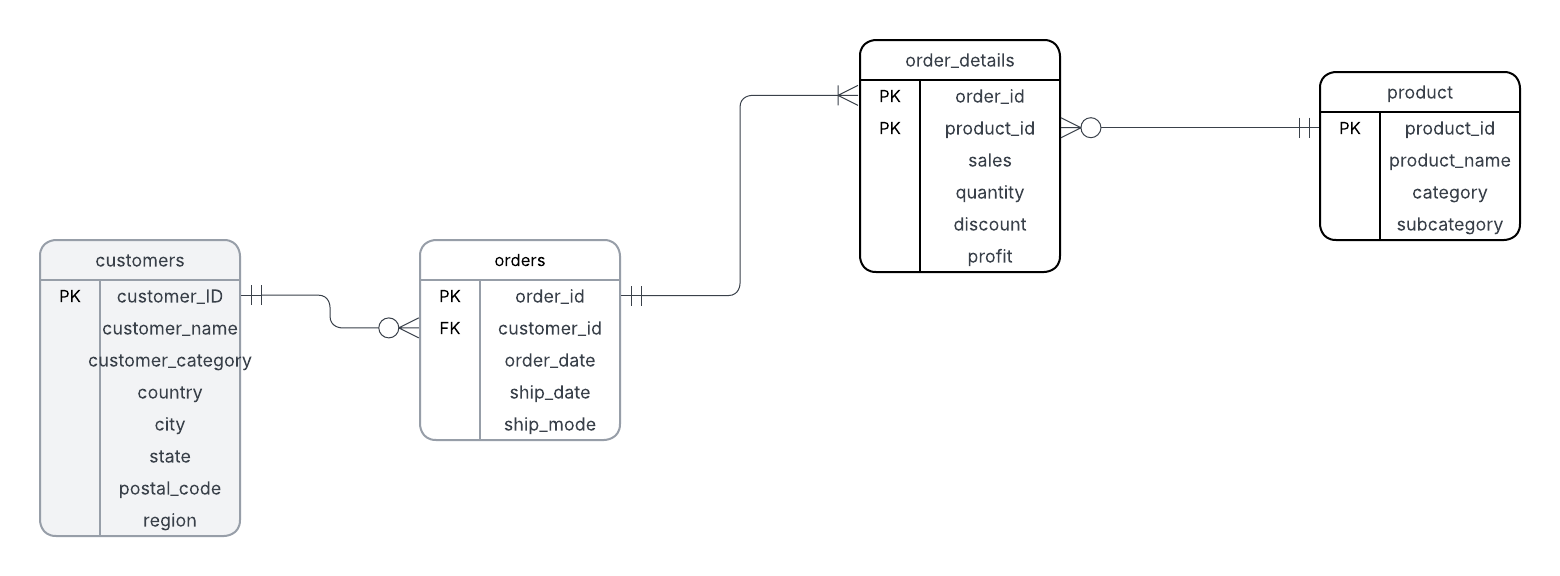 order_details
PK order_id
PK product_id
sales
quantity
discount
profit
product
PK product_id
product_name
category
subcategory
customers
PK customer_ID
customer_name
customer_category
country
city
state
postal_code
region
orders
PK order_id
FK customer_id
order_date
ship_date
ship_mode